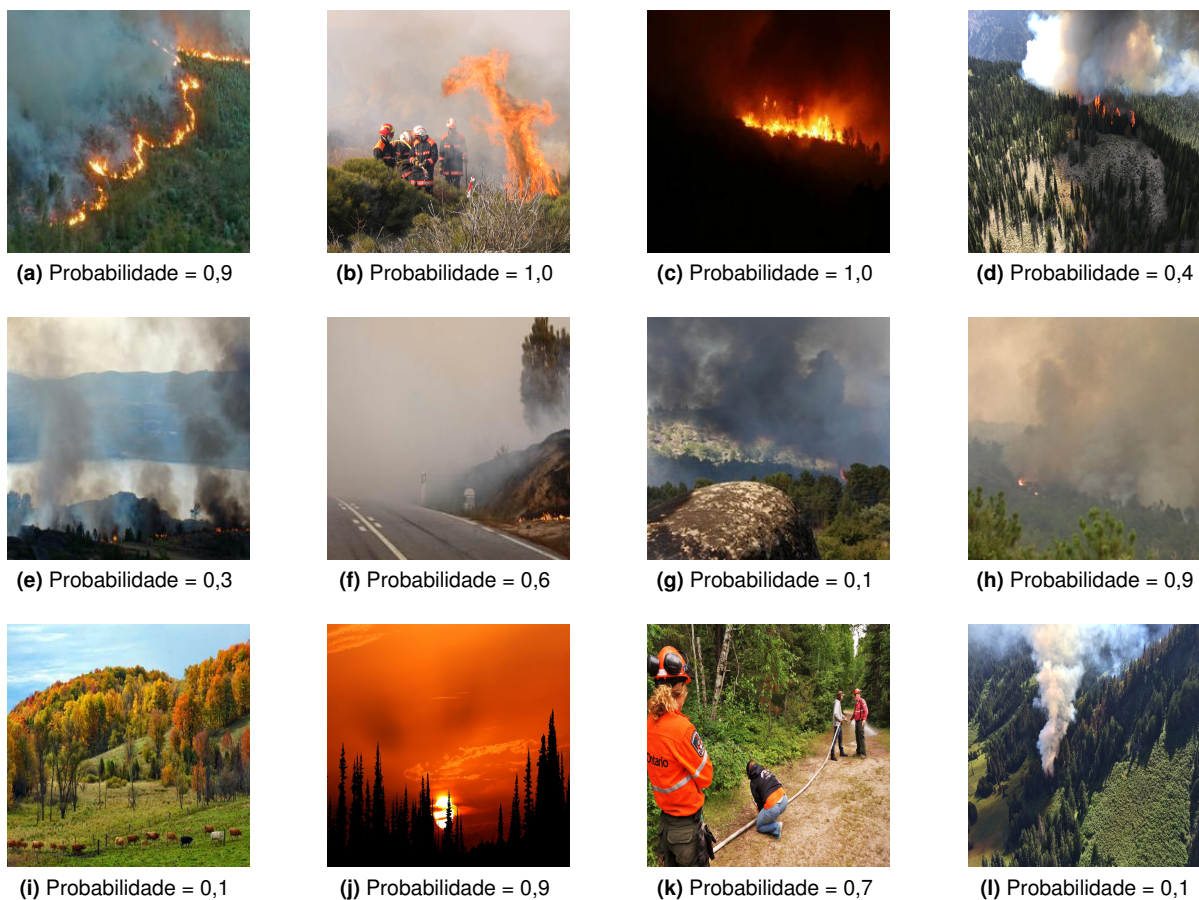 (a) Probabilidade = 0,9
(b) Probabilidade = 1,0
(c) Probabilidade = 1,0
(d) Probabilidade = 0,4
(e) Probabilidade = 0,3
(f) Probabilidade = 0,6
(g) Probabilidade = 0,1
(h) Probabilidade = 0,9
Ontario
(i) Probabilidade = 0,1
(j) Probabilidade = 0,9
(k) Probabilidade = 0,7
(l) Probabilidade = 0,1